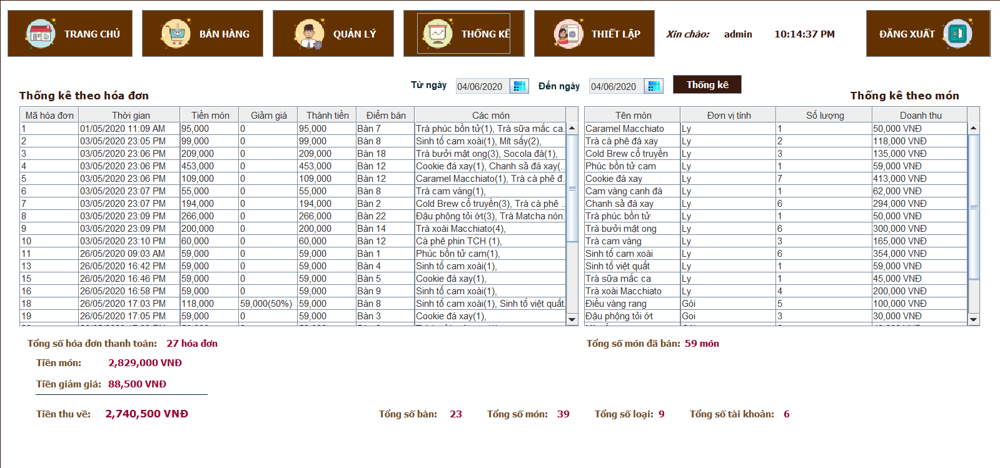 TRANG CHỦ BÁN HÀNG QUẢN LÝ THỐNG KÊ THIẾT LẬP Xin chào: admin 10:14:37 PM ĐĂNG XUẤT
Từ ngày 04/06/2020 Đến ngày 04/06/2020 Thống kê
Thống kê theo hóa đơn
Mã hóa đơn Thời gian Tiền món Giảm giá Thành tiền Điểm bán Các món
1 01/05/2020 11:09 AM 95,000 0 95,000 Bàn 7 Trà phúc bồn tử(1), Trà sữa mắc ca...
2 03/05/2020 23:05 PM 99,000 0 99,000 Bàn 8 Sinh tố cam xoài(1), Mít sấy(2),
3 03/05/2020 23:06 PM 209,000 0 209,000 Bàn 18 Trà bưởi mật ong(3), Socola đá(1),
4 03/05/2020 23:06 PM 453,000 0 453,000 Bàn 12 Cookie đá xay(1), Chanh sả đá xay(...
5 03/05/2020 23:06 PM 109,000 0 109,000 Bàn 12 Caramel Macchiato(1), Trà cà phê đ...
6 03/05/2020 23:07 PM 55,000 0 55,000 Bàn 8 Trà cam vàng(1),
7 03/05/2020 23:07 PM 194,000 0 194,000 Bàn 2 Cold Brew cổ truyền(3), Trà cà phê ...
8 03/05/2020 23:09 PM 266,000 0 266,000 Bàn 22 Đậu phộng tỏi ớt(3), Trà Matcha nón...
9 03/05/2020 23:09 PM 200,000 0 200,000 Bàn 14 Trà xoài Macchiato(4),
10 03/05/2020 23:10 PM 60,000 0 60,000 Bàn 12 Cà phê phin TCH (1),
11 26/05/2020 09:03 AM 59,000 0 59,000 Bàn 1 Phúc bồn tử cam(1),
13 26/05/2020 16:42 PM 59,000 0 59,000 Bàn 4 Sinh tố cam xoài(1),
15 26/05/2020 16:46 PM 59,000 0 59,000 Bàn 5 Cookie đá xay(1),
16 26/05/2020 16:58 PM 59,000 0 59,000 Bàn 9 Sinh tố cam xoài(1),
18 26/05/2020 17:03 PM 118,000 59,000(50%) 59,000 Bàn 8 Sinh tố cam xoài(1), Sinh tố việt quất...
19 26/05/2020 17:05 PM 59,000 0 59,000 Bàn 3 Cookie đá xay(1),
Tổng số hóa đơn thanh toán: 27 hóa đơn
Tiền món: 2,829,000 VNĐ
Tiền giảm giá: 88,500 VNĐ
Tiền thu về: 2,740,500 VNĐ
Thống kê theo món
Tên món Đơn vị tính Số lượng Doanh thu
Caramel Macchiato Ly 1 50,000 VNĐ
Trà cà phê đá xay Ly 2 118,000 VNĐ
Cold Brew cổ truyền Ly 3 135,000 VNĐ
Phúc bồn tử cam Ly 1 59,000 VNĐ
Cookie đá xay Ly 7 413,000 VNĐ
Cam vàng canh đá Ly 1 62,000 VNĐ
Chanh sả đá xay Ly 6 294,000 VNĐ
Trà phúc bồn tử Ly 1 50,000 VNĐ
Trà bưởi mật ong Ly 6 300,000 VNĐ
Trà cam vàng Ly 3 165,000 VNĐ
Sinh tố cam xoài Ly 6 354,000 VNĐ
Sinh tố việt quất Ly 1 59,000 VNĐ
Trà sữa mắc ca Ly 1 45,000 VNĐ
Trà xoài Macchiato Ly 4 200,000 VNĐ
Điều vàng rang Gói 5 100,000 VNĐ
Đậu phộng tỏi ớt Goi 3 30,000 VNĐ
Tổng số món đã bán: 59 món
Tổng số bàn: 23 Tổng số món: 39 Tổng số loại: 9 Tổng số tài khoản: 6